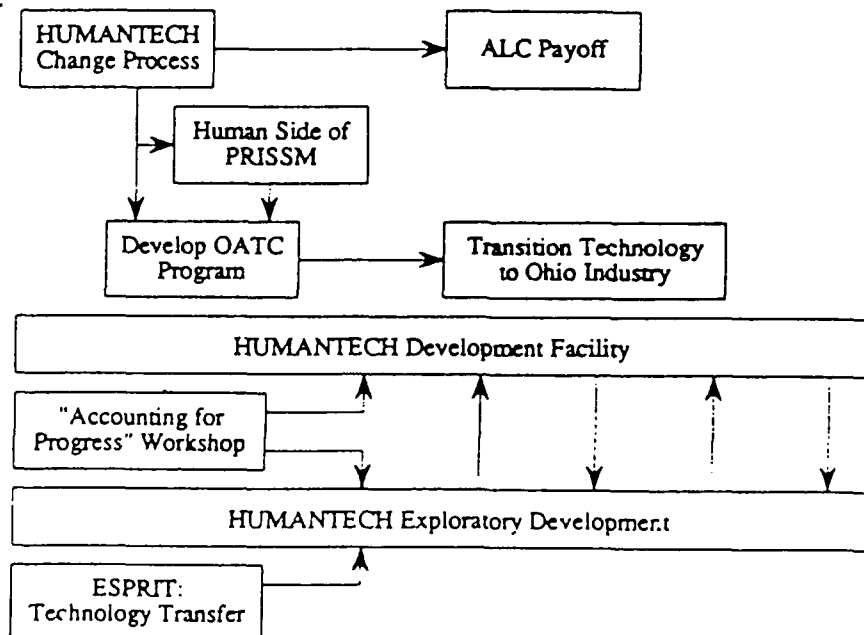 HUMANTECH
Change Process
ALC Payoff
Human Side of
PRISSM
Develop OATC
Program
Transition Technology
to Ohio Industry
HUMANTECH Development Facility
"Accounting for
Progress" Workshop
HUMANTECH Exploratory Development
ESPRIT:
Technology Transfer